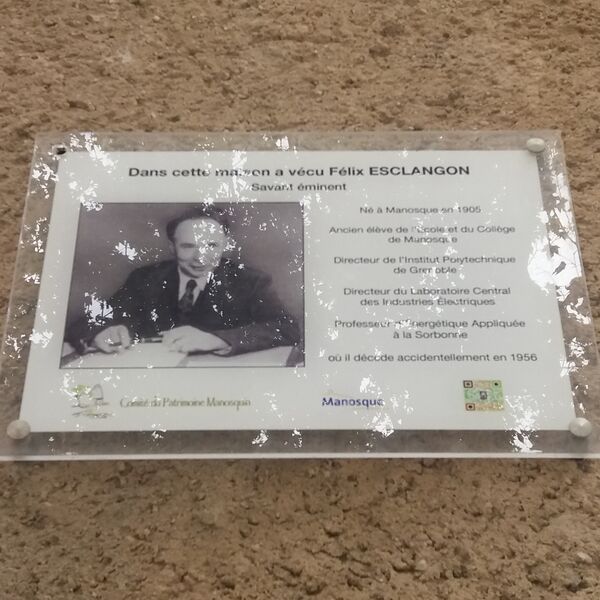 Dans cette maison a vécu Félix ESCLANGON
Savant éminent
Né à Manosque en 1905
Ancien élève de l'École et du Collège
de Manosque
Directeur de l'Institut Polytechnique
de Grenoble
Directeur du Laboratoire Central
des Industries Électriques
Professeur d'Énergétique Appliquée
à la Sorbonne
où il décède accidentellement en 1956
Comité du Patrimoine Manosquin
Manosque